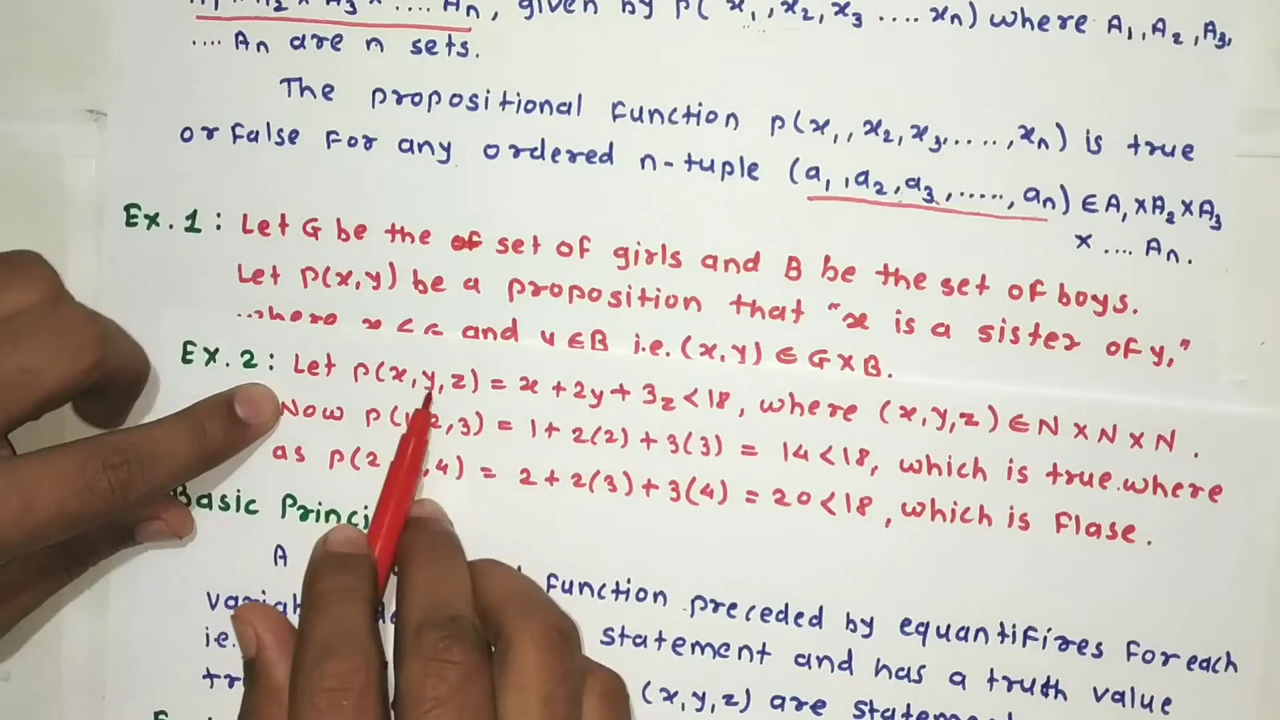 A₁ × A₂ × A₃ × .... Aₙ, given by P(x₁, x₂, x₃ .... xₙ) where A₁, A₂, A₃,
.... Aₙ are n sets.
The propositional function P(x₁, x₂, x₃, ....., xₙ) is true
or False For any ordered n-tuple (a₁, a₂, a₃, ....., aₙ) ∈ A₁ × A₂ × A₃
× .... Aₙ.
Ex. 1: Let G be the set of girls and B be the set of boys.
Let P(x,y) be a proposition that "x is a sister of y,"
and y ∈ B i.e. (x,y) ∈ G × B.
Ex. 2: Let P(x,y,z) = x + 2y + 3z < 18, where (x,y,z) ∈ N × N × N.
Now P(1,2,3) = 1 + 2(2) + 3(3) = 14 < 18, which is true. where
as P(2 ,4) = 2 + 2(3) + 3(4) = 20 < 18, which is Flase.
Basic Princi
A function preceded by equantifires For each
i.e. statement and has a truth value
(x,y,z) are